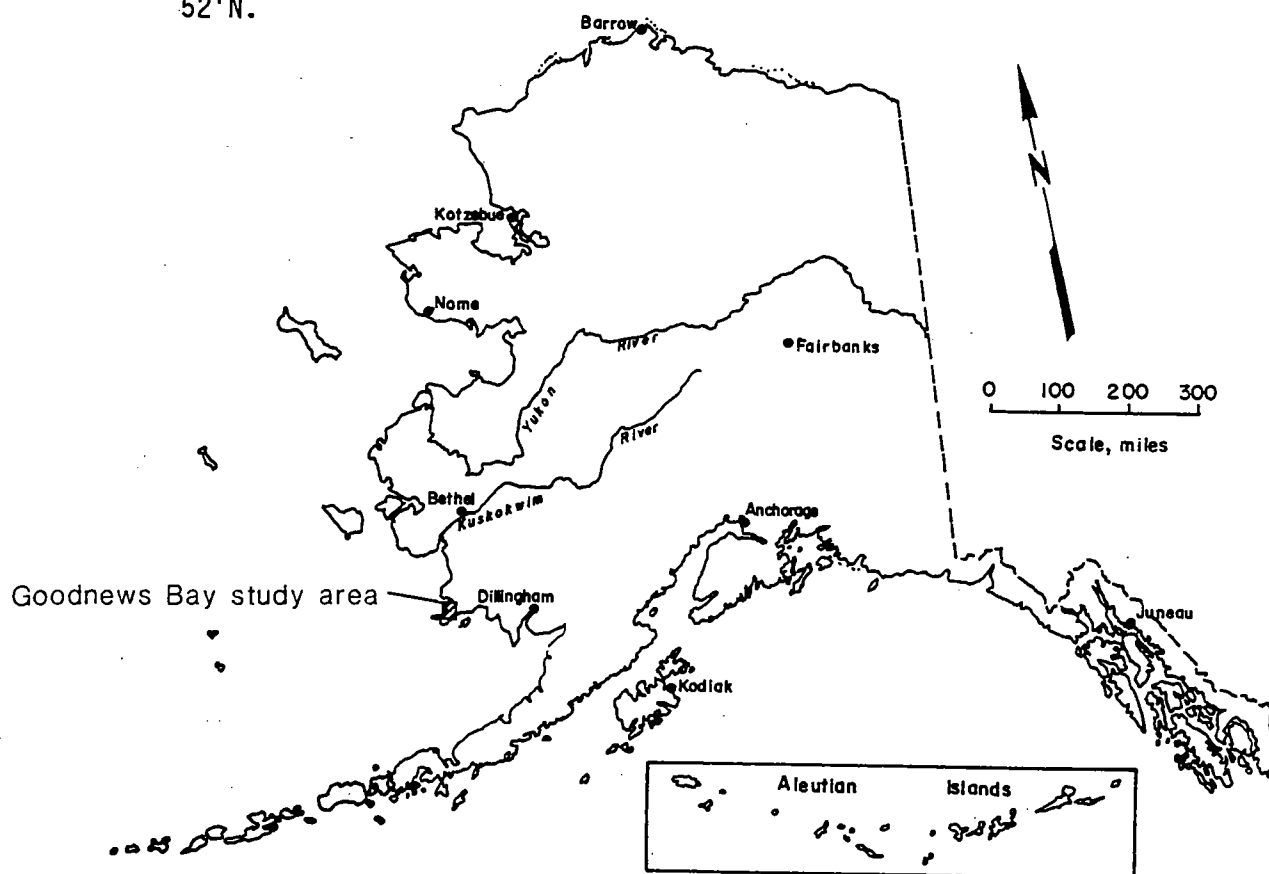 52'N.
Barrow
Kotzebue
Nome
Yukon River
Fairbanks
N
0 100 200 300
Scale, miles
Kuskokwim River
Bethel
Anchorage
Goodnews Bay study area
Dillingham
Juneau
Kodiak
Aleutian Islands